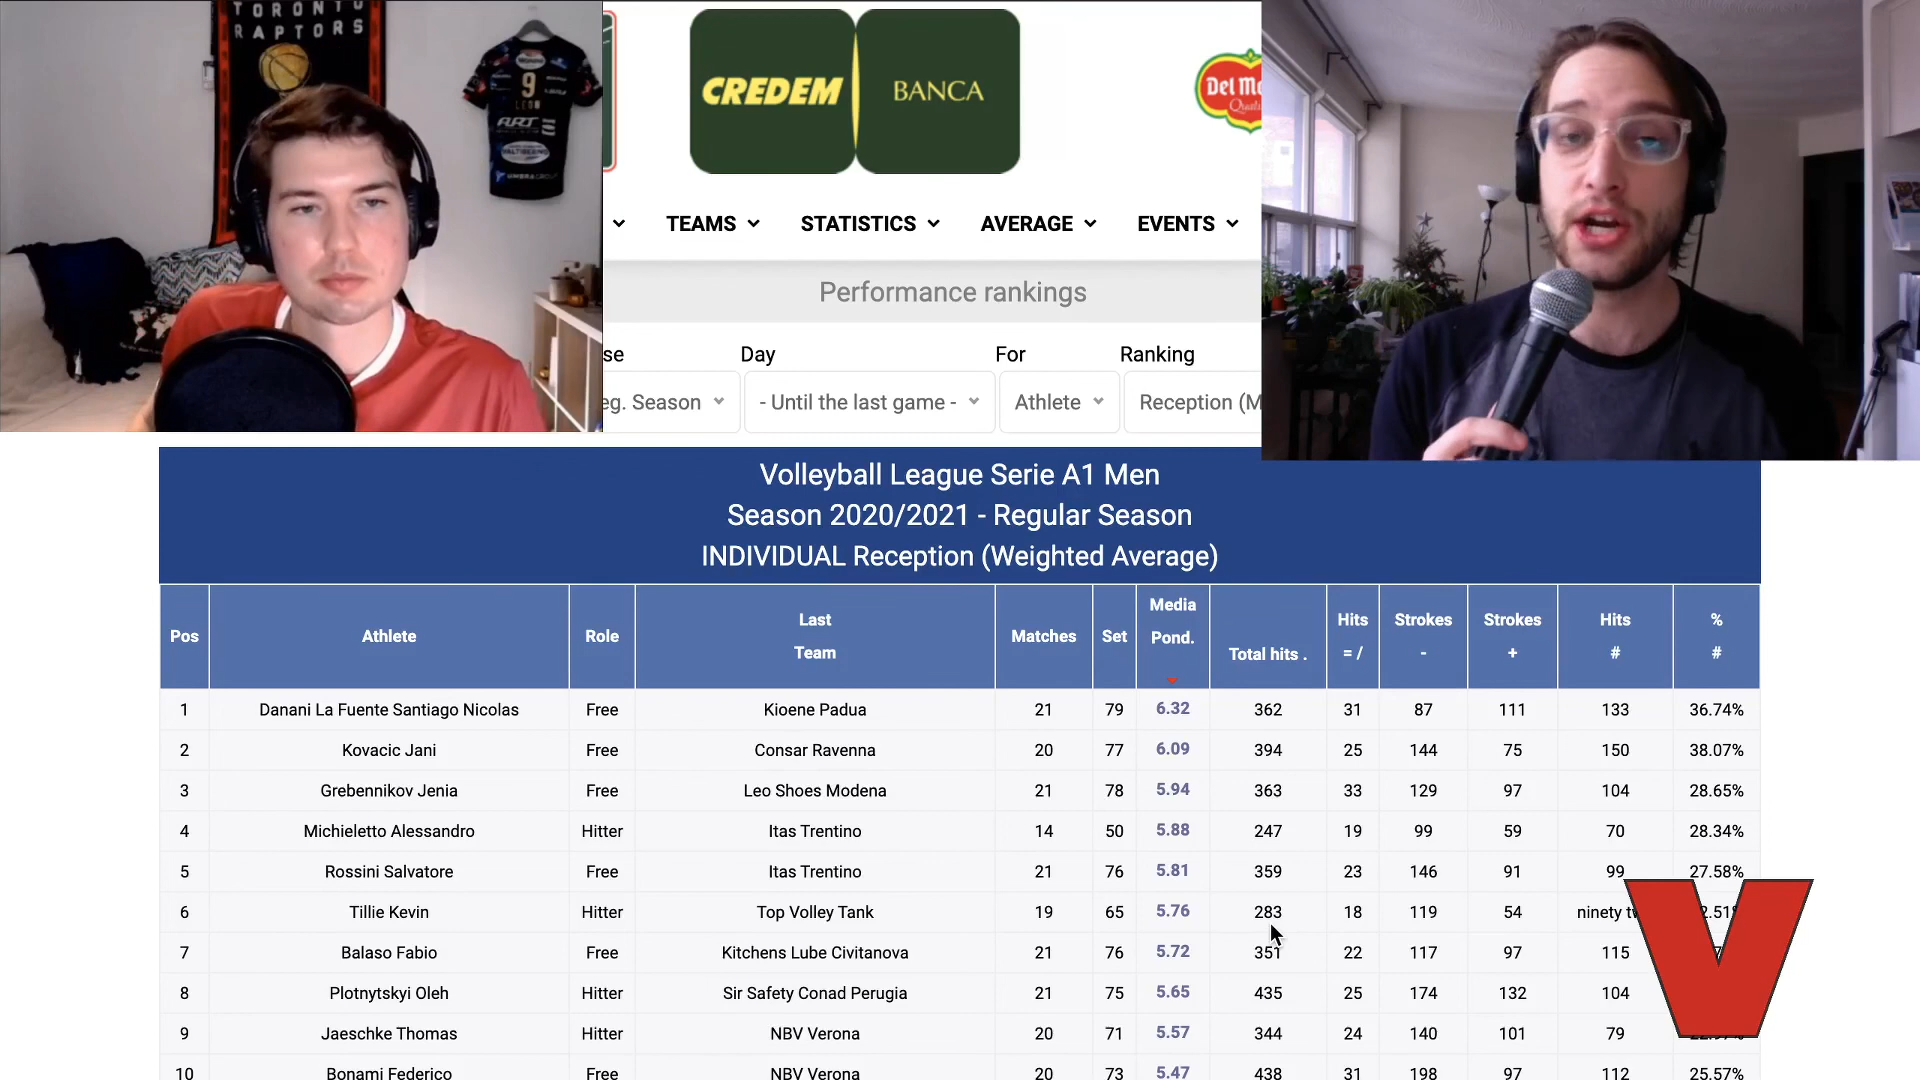 TORONTO
RAPTORS
9
LEON
ART
CREDEM BANCA
Del Mo
Quali
TEAMS STATISTICS AVERAGE EVENTS
Performance rankings
se Day For Ranking
eg. Season - Until the last game - Athlete Reception (M
Volleyball League Serie A1 Men
Season 2020/2021 - Regular Season
INDIVIDUAL Reception (Weighted Average)
Pos Athlete Role Last Team Matches Set Media Pond. Total hits . Hits = / Strokes - Strokes + Hits # % #
1 Danani La Fuente Santiago Nicolas Free Kioene Padua 21 79 6.32 362 31 87 111 133 36.74%
2 Kovacic Jani Free Consar Ravenna 20 77 6.09 394 25 144 75 150 38.07%
3 Grebennikov Jenia Free Leo Shoes Modena 21 78 5.94 363 33 129 97 104 28.65%
4 Michieletto Alessandro Hitter Itas Trentino 14 50 5.88 247 19 99 59 70 28.34%
5 Rossini Salvatore Free Itas Trentino 21 76 5.81 359 23 146 91 99 27.58%
6 Tillie Kevin Hitter Top Volley Tank 19 65 5.76 283 18 119 54 ninety tw 2.51
7 Balaso Fabio Free Kitchens Lube Civitanova 21 76 5.72 351 22 117 97 115
8 Plotnytskyi Oleh Hitter Sir Safety Conad Perugia 21 75 5.65 435 25 174 132 104
9 Jaeschke Thomas Hitter NBV Verona 20 71 5.57 344 24 140 101 79
10 Bonami Federico Free NBV Verona 20 73 5.47 438 31 198 97 112 25.57%
V